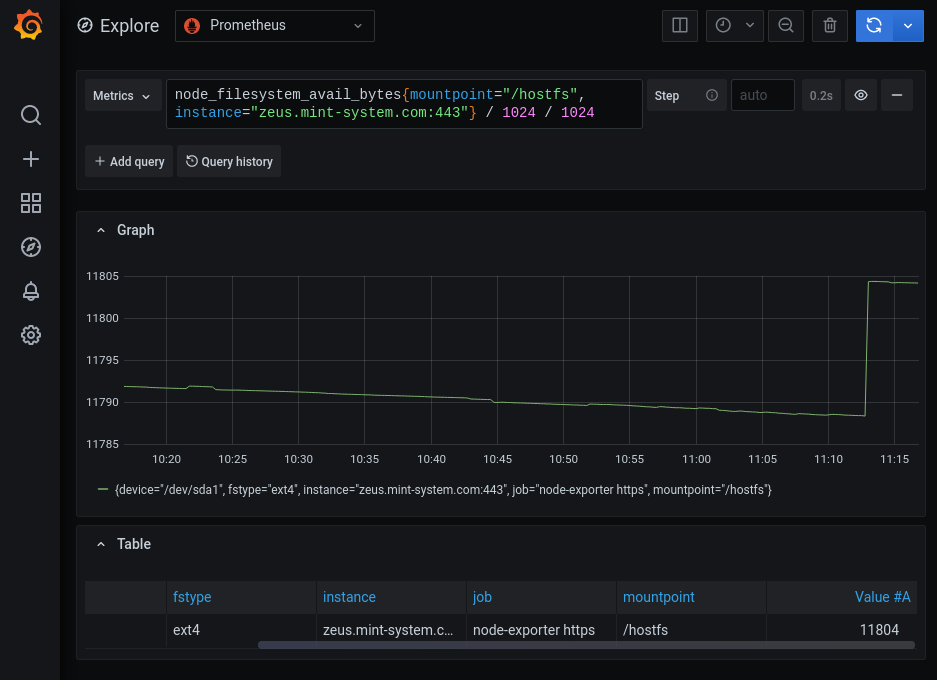 Explore
Prometheus
Metrics
node_filesystem_avail_bytes{mountpoint="/hostfs",
instance="zeus.mint-system.com:443"} / 1024 / 1024
Step
auto
0.2s
+ Add query
Query history
Graph
11805
11800
11795
11790
11785
10:20 10:25 10:30 10:35 10:40 10:45 10:50 10:55 11:00 11:05 11:10 11:15
{device="/dev/sda1", fstype="ext4", instance="zeus.mint-system.com:443", job="node-exporter https", mountpoint="/hostfs"}
Table
fstype instance job mountpoint Value #A
ext4 zeus.mint-system.c... node-exporter https /hostfs 11804